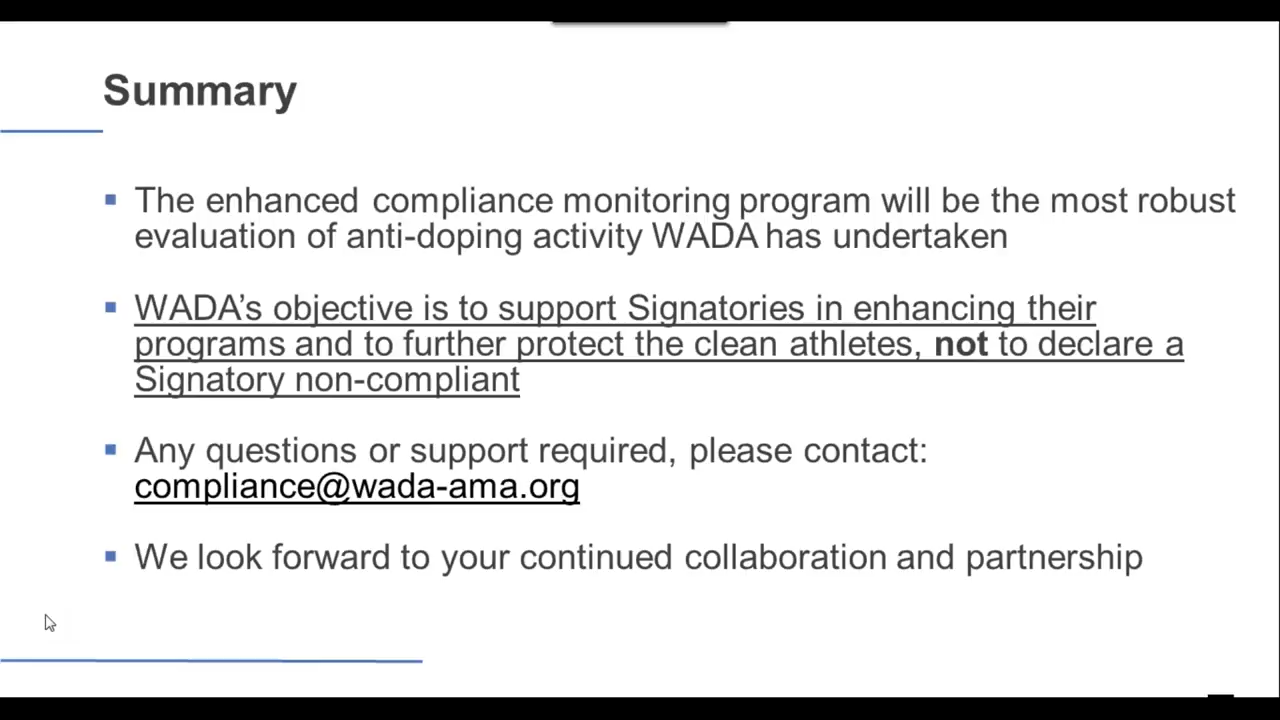 Summary
The enhanced compliance monitoring program will be the most robust
evaluation of anti-doping activity WADA has undertaken
WADA’s objective is to support Signatories in enhancing their
programs and to further protect the clean athletes, not to declare a
Signatory non-compliant
Any questions or support required, please contact:
compliance@wada-ama.org
We look forward to your continued collaboration and partnership